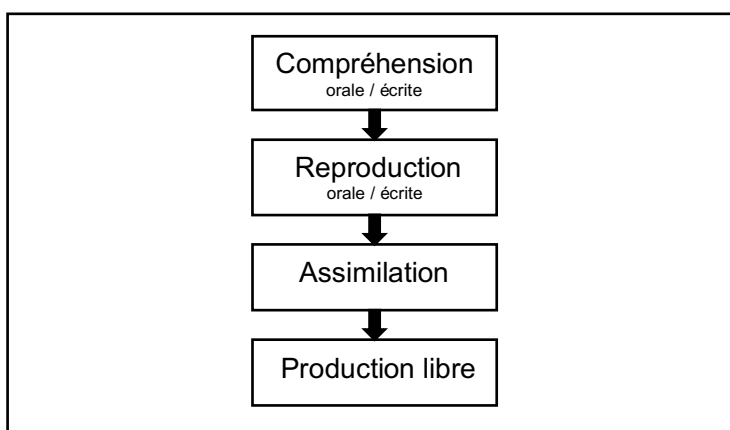 Compréhension
orale / écrite
Reproduction
orale / écrite
Assimilation
Production libre